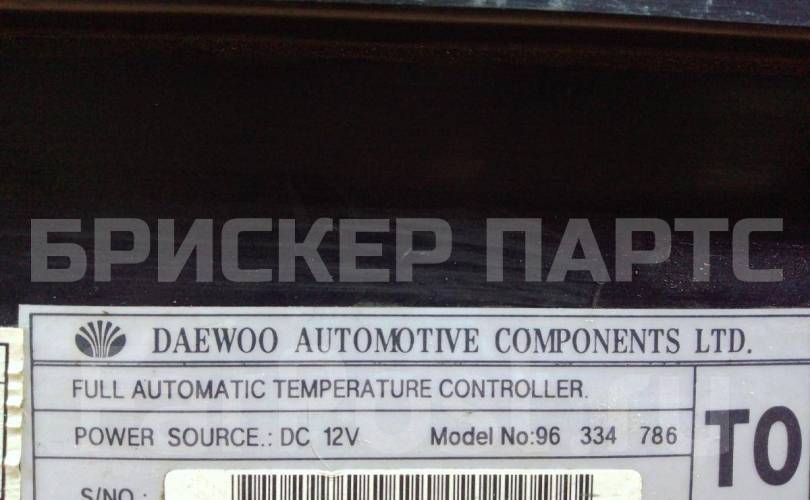 БРИСКЕР ПАРТС
DAEWOO AUTOMOTIVE COMPONENTS LTD.
FULL AUTOMATIC TEMPERATURE CONTROLLER.
POWER SOURCE.: DC 12V Model No:96 334 786
TO
S/NO.: